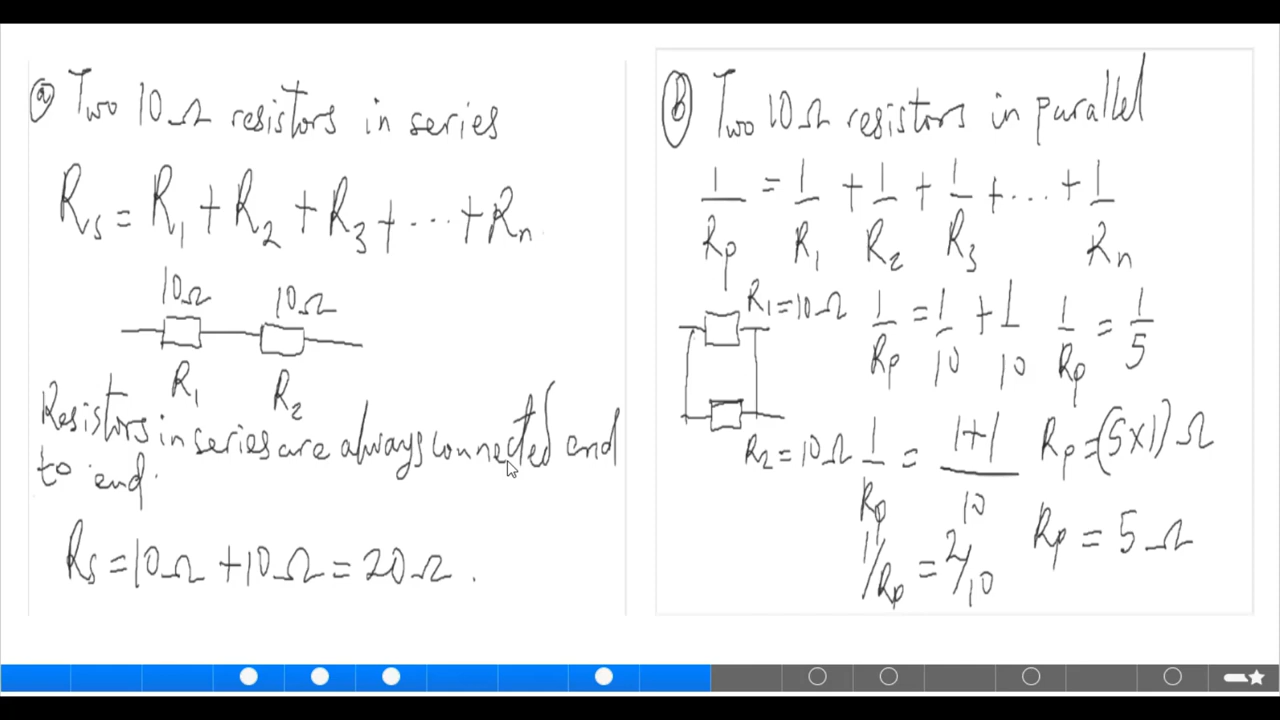 (a) Two 10Ω resistors in series
Rs = R1 + R2 + R3 + ... + Rn.
10Ω 10Ω
R1 R2
Resistors in series are always connected end
to end.
Rs = 10Ω + 10Ω = 20Ω.
(b) Two 10Ω resistors in parallel
1/Rp = 1/R1 + 1/R2 + 1/R3 + ... + 1/Rn
R1 = 10Ω
1/Rp = 1/10 + 1/10
R2 = 10Ω
1/Rp = 1+1/10
1/Rp = 2/10
1/Rp = 1/5
Rp = (5×1)Ω
Rp = 5Ω